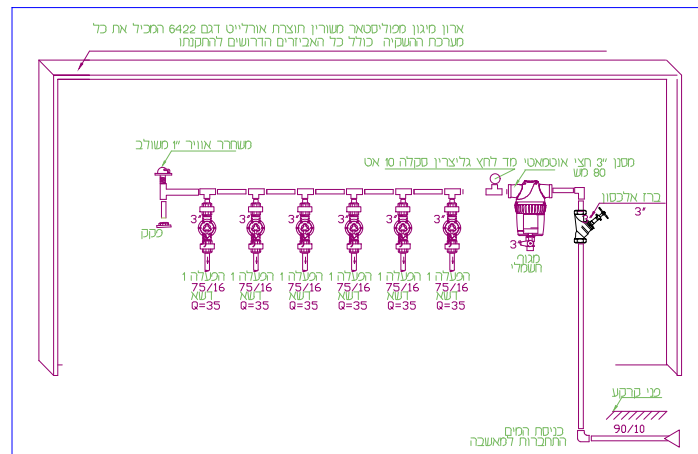 ארון מיגון מפוליסטאר משורין חוצרת אורלייט דגם 6422 המכיל את כל
מערכת ההשקיה כולל כל האביזרים הדרושים להתקנתו
משחרר אוויר "1 משולב
מסנן "3 חצי אוטומאטי
80 מש
מד לחץ גליצרין סקלה 10 אט
ברז אלכסון
3"
פקק
3"
3"
3"
3"
3"
3"
3"
מגוף
חשמלי
הפעלה 1
75/16
דשא
Q=35
הפעלה 1
75/16
דשא
Q=35
הפעלה 1
75/16
דשא
Q=35
הפעלה 1
75/16
דשא
Q=35
הפעלה 1
75/16
דשא
Q=35
הפעלה 1
75/16
דשא
Q=35
פני קרקע
90/10
כניסת המים
התחברות למאשבה